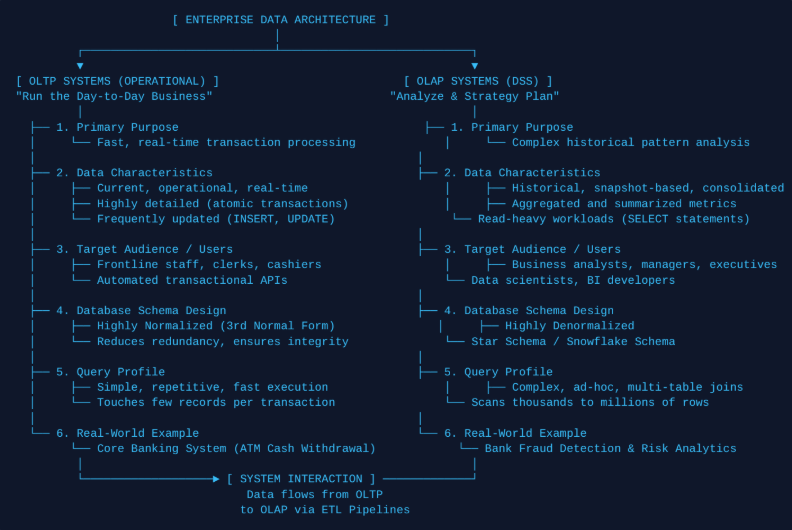 [ ENTERPRISE DATA ARCHITECTURE ]
[ OLTP SYSTEMS (OPERATIONAL) ]
"Run the Day-to-Day Business"
1. Primary Purpose
Fast, real-time transaction processing
2. Data Characteristics
Current, operational, real-time
Highly detailed (atomic transactions)
Frequently updated (INSERT, UPDATE)
3. Target Audience / Users
Frontline staff, clerks, cashiers
Automated transactional APIs
4. Database Schema Design
Highly Normalized (3rd Normal Form)
Reduces redundancy, ensures integrity
5. Query Profile
Simple, repetitive, fast execution
Touches few records per transaction
6. Real-World Example
Core Banking System (ATM Cash Withdrawal)
[ OLAP SYSTEMS (DSS) ]
"Analyze & Strategy Plan"
1. Primary Purpose
Complex historical pattern analysis
2. Data Characteristics
Historical, snapshot-based, consolidated
Aggregated and summarized metrics
Read-heavy workloads (SELECT statements)
3. Target Audience / Users
Business analysts, managers, executives
Data scientists, BI developers
4. Database Schema Design
Highly Denormalized
Star Schema / Snowflake Schema
5. Query Profile
Complex, ad-hoc, multi-table joins
Scans thousands to millions of rows
6. Real-World Example
Bank Fraud Detection & Risk Analytics
[ SYSTEM INTERACTION ]
Data flows from OLTP
to OLAP via ETL Pipelines